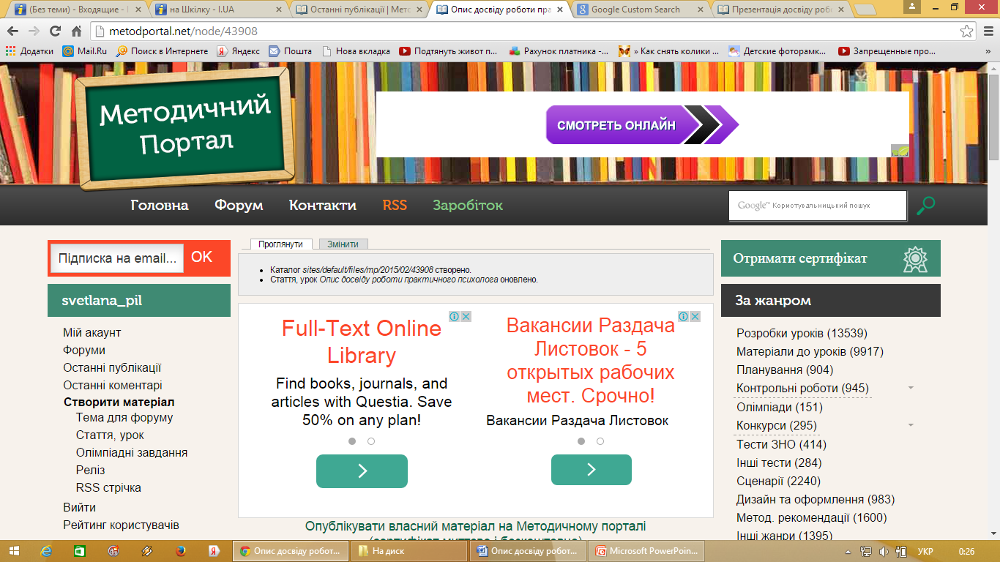 (Без теми) - Входящие - I
на Шкілку - I.UA
Останні публікації | Мето
Опис досвіду роботи пра
Google Custom Search
Презентація досвіду роб
metodportal.net/node/43908
Додатки
Mail.Ru
Поиск в Интернете
Яндекс
Пошта
Нова вкладка
Подтянуть живот п...
Рахунок платника -...
» Как снять колики ...
Детские фоторамк...
Запрещенные про...
»
Методичний
Портал
СМОТРЕТЬ ОНЛАЙН
Головна
Форум
Контакти
RSS
Заробіток
Google™ Користувальницький пошук
Підписка на email...
OK
svetlana_pil
Мій акаунт
Форуми
Останні публікації
Останні коментарі
Створити матеріал
Тема для форуму
Стаття, урок
Олімпіадні завдання
Реліз
RSS стрічка
Вийти
Рейтинг користувачів
Проглянути
Змінити
Каталог sites/default/files/mp/2015/02/43908 створено.
Стаття, урок Опис досвіду роботи практичного психолога оновлено.
Full-Text Online
Library
Find books, journals, and
articles with Questia. Save
50% on any plan!
Вакансии Раздача
Листовок - 5
открытых рабочих
мест. Срочно!
Вакансии Раздача Листовок
Опублікувати власний матеріал на Методичному порталі
(сертифікат миттєво і безкоштовно)
Отримати сертифікат
За жанром
Розробки уроків (13539)
Матеріали до уроків (9917)
Планування (904)
Контрольні роботи (945)
Олімпіади (151)
Конкурси (295)
Тести ЗНО (414)
Інші тести (284)
Сценарії (2240)
Дизайн та оформлення (983)
Метод. рекомендації (1600)
Інші жанри (1395)
Опис досвіду робот...
На диск
Опис досвіду робот...
Microsoft PowerPoin...
УКР
0:26